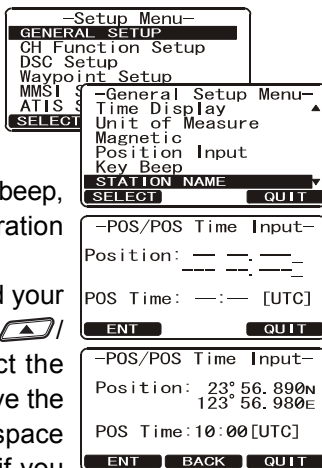 -Setup Menu-
GENERAL SETUP
CH Function Setup
DSC Setup
Waypoint Setup
MMSI S
ATIS S
SELECT
-General Setup Menu-
Time Display ▲
Unit of Measure
Magnetic
Position Input
Key Beep
STATION NAME ▼
SELECT QUIT
beep,
ration
-POS/POS Time Input-
Position: -- --.---_
--- --.---_
POS Time: --:-- [UTC]
ENT QUIT
d your
▲ /
ct the
ve the
space
if you
-POS/POS Time Input-
Position: 23°56.890N
123°56.980E
POS Time:10:00[UTC]
ENT BACK QUIT